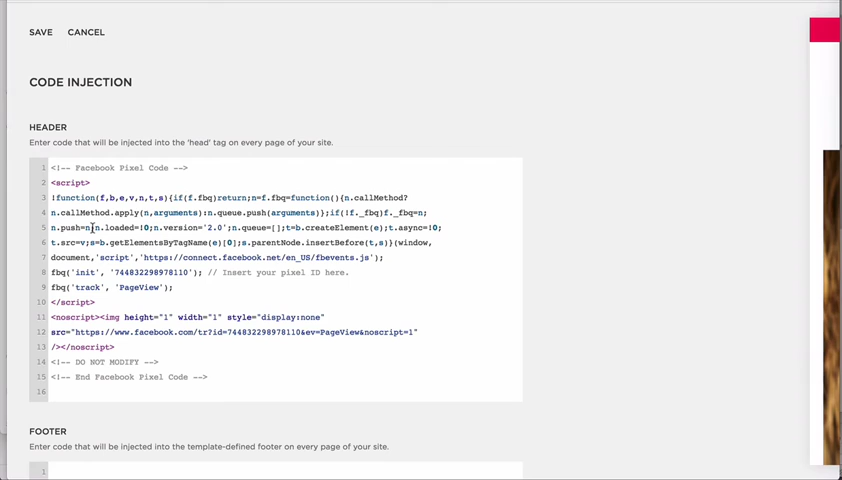 SAVE CANCEL
CODE INJECTION
HEADER
Enter code that will be injected into the 'head' tag on every page of your site.
1 <!-- Facebook Pixel Code -->
2 <script>
3 !function(f,b,e,v,n,t,s){if(f.fbq)return;n=f.fbq=function(){n.callMethod?
4 n.callMethod.apply(n,arguments):n.queue.push(arguments)};if(!f._fbq)f._fbq=n;
5 n.push=n;n.loaded=!0;n.version='2.0';n.queue=[];t=b.createElement(e);t.async=!0;
6 t.src=v;s=b.getElementsByTagName(e)[0];s.parentNode.insertBefore(t,s)}(window,
7 document,'script','https://connect.facebook.net/en_US/fbevents.js');
8 fbq('init', '744832298978110'); // Insert your pixel ID here.
9 fbq('track', 'PageView');
10 </script>
11 <noscript><img height="1" width="1" style="display:none"
12 src="https://www.facebook.com/tr?id=744832298978110&ev=PageView&noscript=1"
13 /></noscript>
14 <!-- DO NOT MODIFY -->
15 <!-- End Facebook Pixel Code -->
16
FOOTER
Enter code that will be injected into the template-defined footer on every page of your site.
1